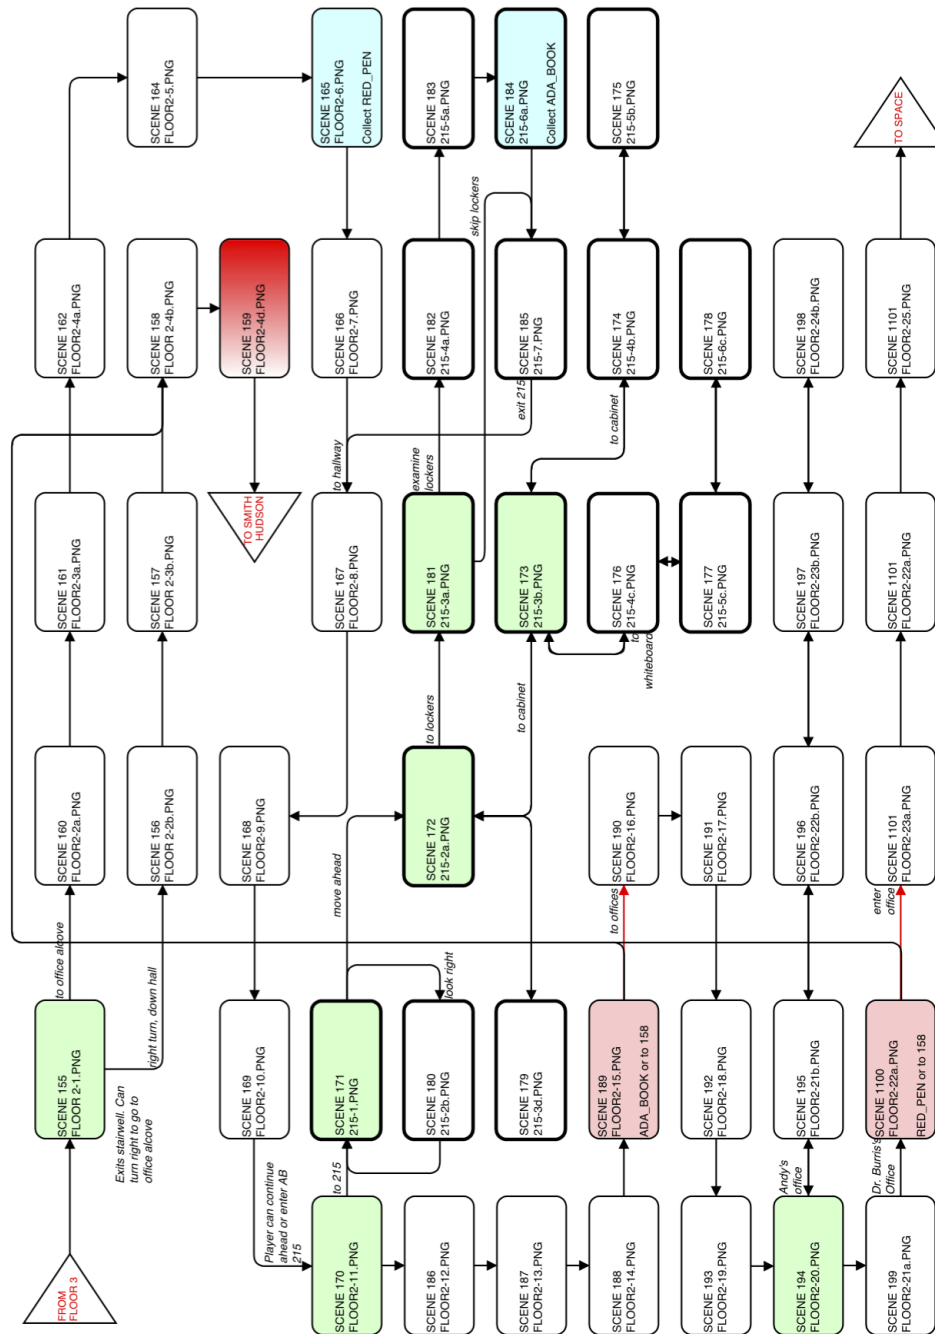 FROM
FLOOR 3
SCENE 155
FLOOR 2-1.PNG
to office alcove
Exits stairwell. Can
turn right to go to
office alcove
right turn, down hall
SCENE 160
FLOOR2-2a.PNG
SCENE 161
FLOOR2-3a.PNG
SCENE 162
FLOOR2-4a.PNG
SCENE 164
FLOOR2-5.PNG
SCENE 156
FLOOR 2-2b.PNG
SCENE 157
FLOOR 2-3b.PNG
SCENE 158
FLOOR 2-4b.PNG
SCENE 159
FLOOR2-4d.PNG
TO SMITH
HUDSON
SCENE 165
FLOOR2-6.PNG
Collect RED_PEN
SCENE 166
FLOOR2-7.PNG
to hallway
SCENE 167
FLOOR2-8.PNG
SCENE 168
FLOOR2-9.PNG
SCENE 169
FLOOR2-10.PNG
Player can continue
ahead or enter AB
215
SCENE 170
FLOOR2-11.PNG
to 215
SCENE 171
215-1.PNG
move ahead
look right
SCENE 180
215-2b.PNG
SCENE 172
215-2a.PNG
to lockers
SCENE 181
215-3a.PNG
examine
lockers
SCENE 182
215-4a.PNG
SCENE 183
215-5a.PNG
skip lockers
SCENE 184
215-6a.PNG
Collect ADA_BOOK
SCENE 185
215-7.PNG
exit 215
to cabinet
SCENE 173
215-3b.PNG
to cabinet
SCENE 174
215-4b.PNG
SCENE 175
215-5b.PNG
to
whiteboard
SCENE 176
215-4c.PNG
SCENE 177
215-5c.PNG
SCENE 178
215-6c.PNG
SCENE 179
215-3d.PNG
SCENE 186
FLOOR2-12.PNG
SCENE 187
FLOOR2-13.PNG
SCENE 188
FLOOR2-14.PNG
SCENE 189
FLOOR2-15.PNG
ADA_BOOK or to 158
to offices
SCENE 190
FLOOR2-16.PNG
SCENE 191
FLOOR2-17.PNG
SCENE 192
FLOOR2-18.PNG
SCENE 193
FLOOR2-19.PNG
SCENE 194
FLOOR2-20.PNG
Andy's
office
SCENE 195
FLOOR2-21b.PNG
SCENE 196
FLOOR2-22b.PNG
SCENE 197
FLOOR2-23b.PNG
SCENE 198
FLOOR2-24b.PNG
SCENE 199
FLOOR2-21a.PNG
Dr. Burris's
Office
SCENE 1100
FLOOR2-22a.PNG
RED_PEN or to 158
enter
office
SCENE 1101
FLOOR2-23a.PNG
SCENE 1101
FLOOR2-22a.PNG
SCENE 1101
FLOOR2-25.PNG
TO SPACE